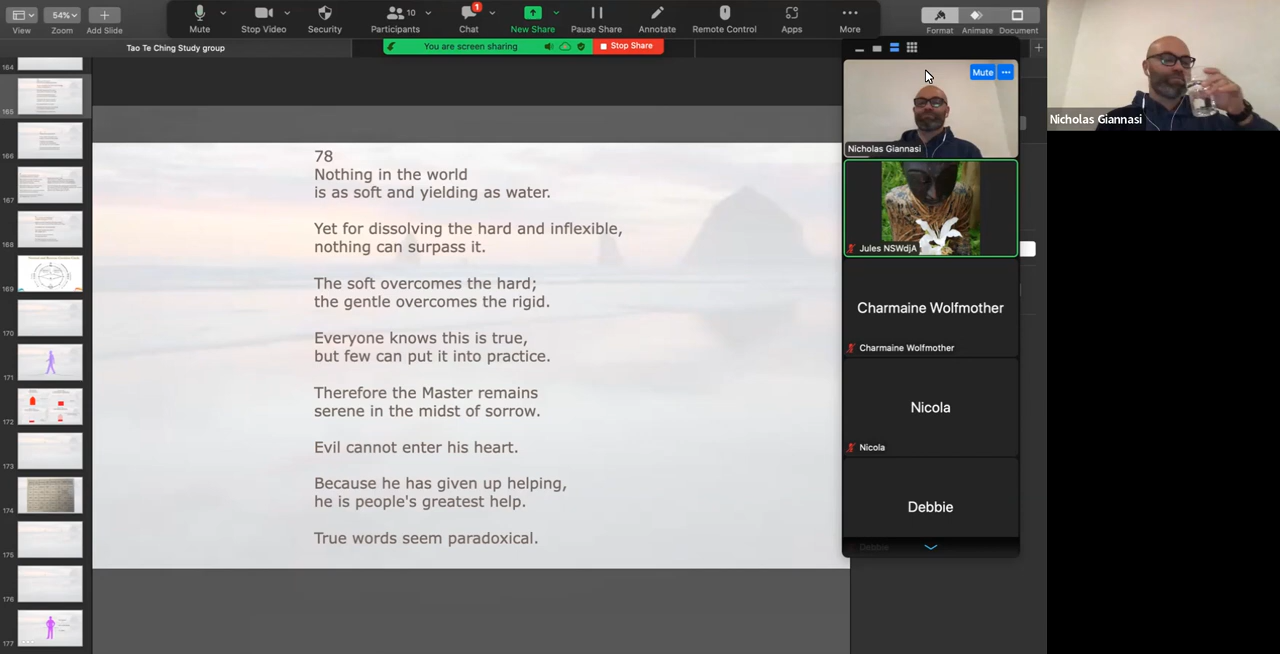 54%
View
Zoom
Add Slide
Mute
Stop Video
Security
10
Participants
1
Chat
New Share
Pause Share
Annotate
Remote Control
Apps
More
Format
Animate
Document
Tao Te Ching Study group
You are screen sharing
Stop Share
Mute
Nicholas Giannasi
Nicholas Giannasi
Jules NSWdjA
Charmaine Wolfmother
Charmaine Wolfmother
Nicola
Nicola
Debbie
Debbie
164
165
166
167
168
169
170
171
172
173
174
175
176
177
78
Nothing in the world
is as soft and yielding as water.
Yet for dissolving the hard and inflexible,
nothing can surpass it.
The soft overcomes the hard;
the gentle overcomes the rigid.
Everyone knows this is true,
but few can put it into practice.
Therefore the Master remains
serene in the midst of sorrow.
Evil cannot enter his heart.
Because he has given up helping,
he is people's greatest help.
True words seem paradoxical.